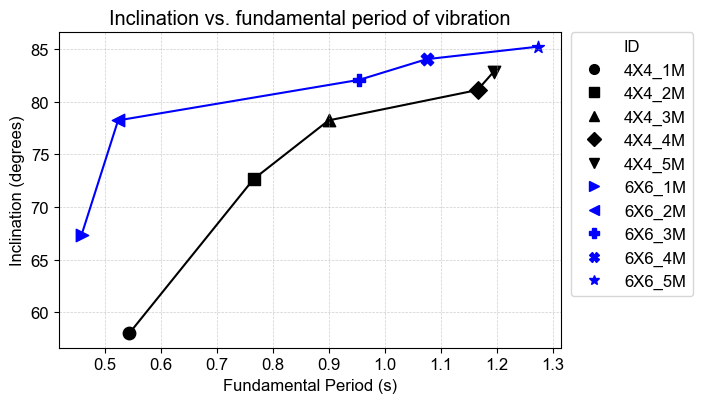 Inclination vs. fundamental period of vibration
Inclination (degrees)
85
80
75
70
65
60
0.5 0.6 0.7 0.8 0.9 1.0 1.1 1.2 1.3
Fundamental Period (s)
ID
4X4_1M
4X4_2M
4X4_3M
4X4_4M
4X4_5M
6X6_1M
6X6_2M
6X6_3M
6X6_4M
6X6_5M